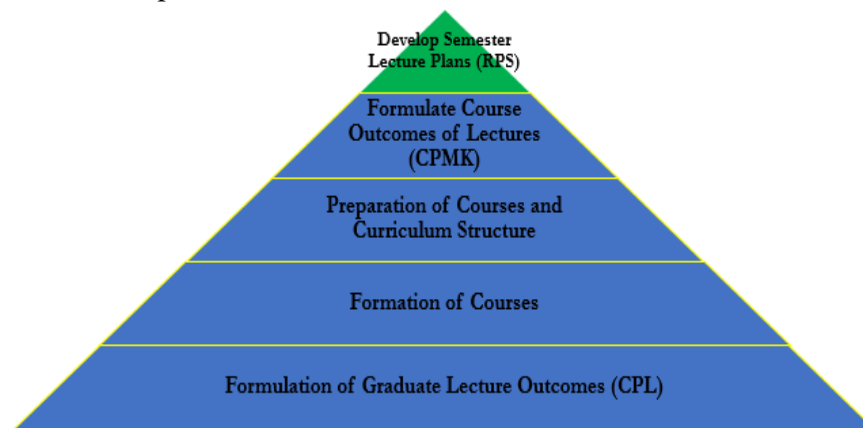 Develop Semester
Lecture Plans (RPS)
Formulate Course
Outcomes of Lectures
(CPMK)
Preparation of Courses and
Curriculum Structure
Formation of Courses
Formulation of Graduate Lecture Outcomes (CPL)